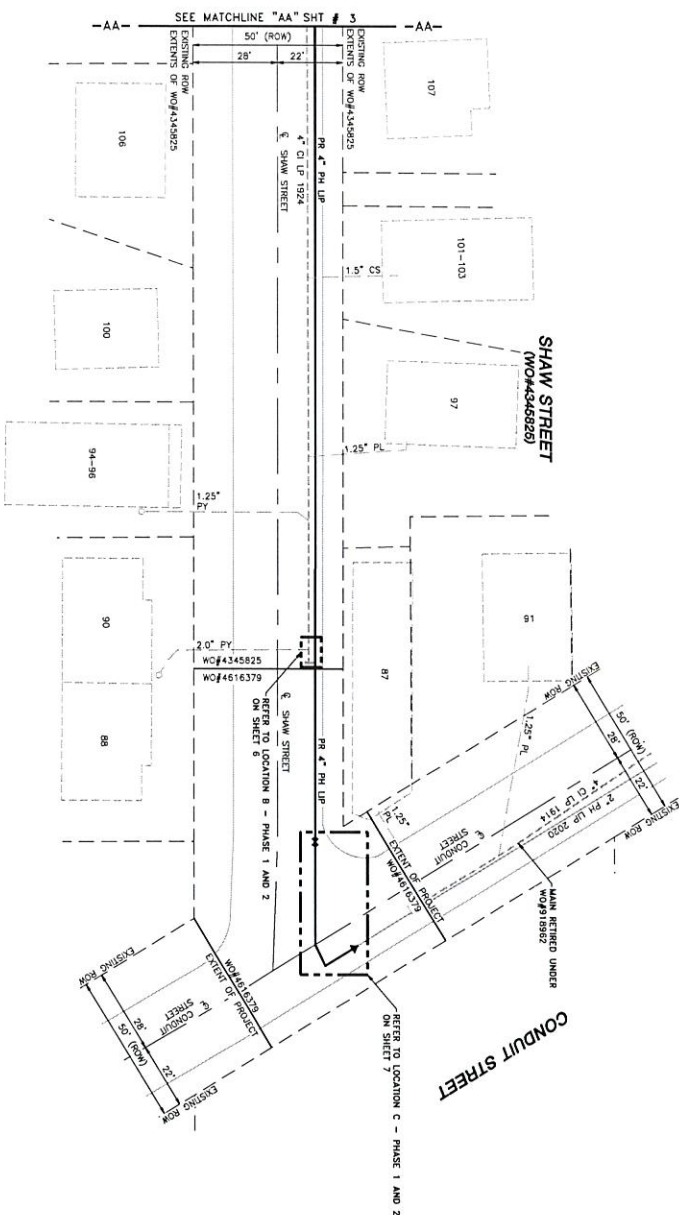 SEE MATCHLINE "AA" SHT # 3
-AA-
-AA-
50' (ROW)
28'
22'
EXISTING ROW
EXTENTS OF WO#4345825
EXISTING ROW
EXTENTS OF WO#4345825
106
107
PR 4" PH LIP
4" CI LP 1924
℄ SHAW STREET
101-103
1.5" CS
100
SHAW STREET
(WO#4345825)
97
1.25" PL
94-96
1.25"
PY
91
90
87
2.0" PY
WO#4345825
WO#4616379
88
REFER TO LOCATION B - PHASE 1 AND 2
ON SHEET 6
℄ SHAW STREET
PR 4" PH LIP
1.25" PL
EXISTING ROW
50' (ROW)
28'
22'
EXISTING ROW
4" CI LP 1914
2" PH LIP 2020
℄ CONDUIT
STREET
1.25"
PL
EXTENT OF PROJECT
WO#4616379
MAIN RETIRED UNDER
WO#918962
CONDUIT STREET
REFER TO LOCATION C - PHASE 1 AND 2
ON SHEET 7
WO#4616379
EXTENT OF PROJECT
℄ CONDUIT
STREET
EXISTING ROW
28'
50' (ROW)
22'
EXISTING ROW